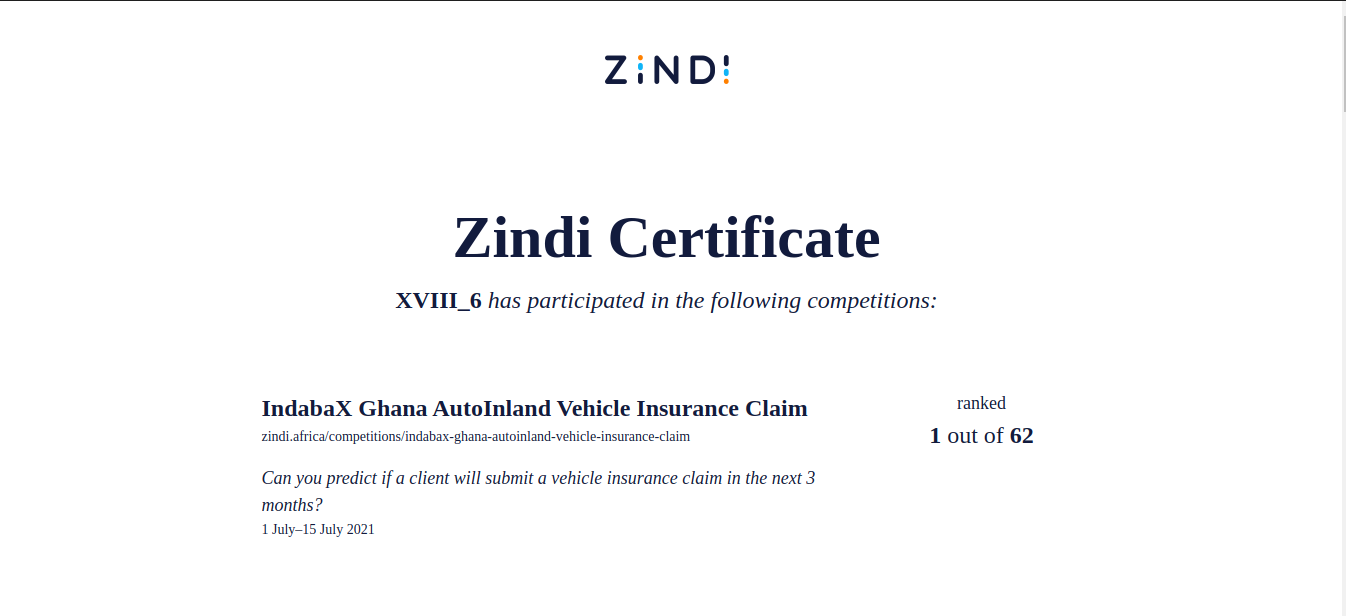 ZINDI
Zindi Certificate
XVIII_6 has participated in the following competitions:
IndabaX Ghana AutoInland Vehicle Insurance Claim
zindi.africa/competitions/indabax-ghana-autoinland-vehicle-insurance-claim
Can you predict if a client will submit a vehicle insurance claim in the next 3
months?
1 July–15 July 2021
ranked
1 out of 62